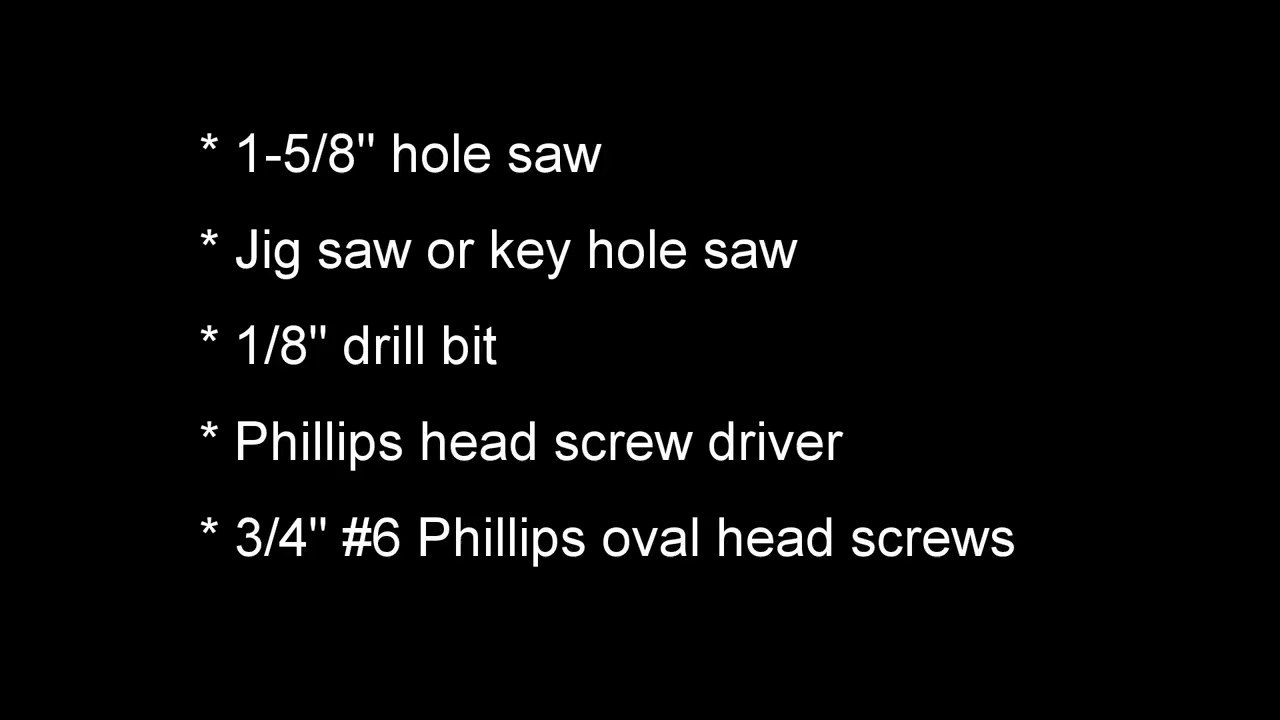 * 1-5/8" hole saw
* Jig saw or key hole saw
* 1/8" drill bit
* Phillips head screw driver
* 3/4" #6 Phillips oval head screws